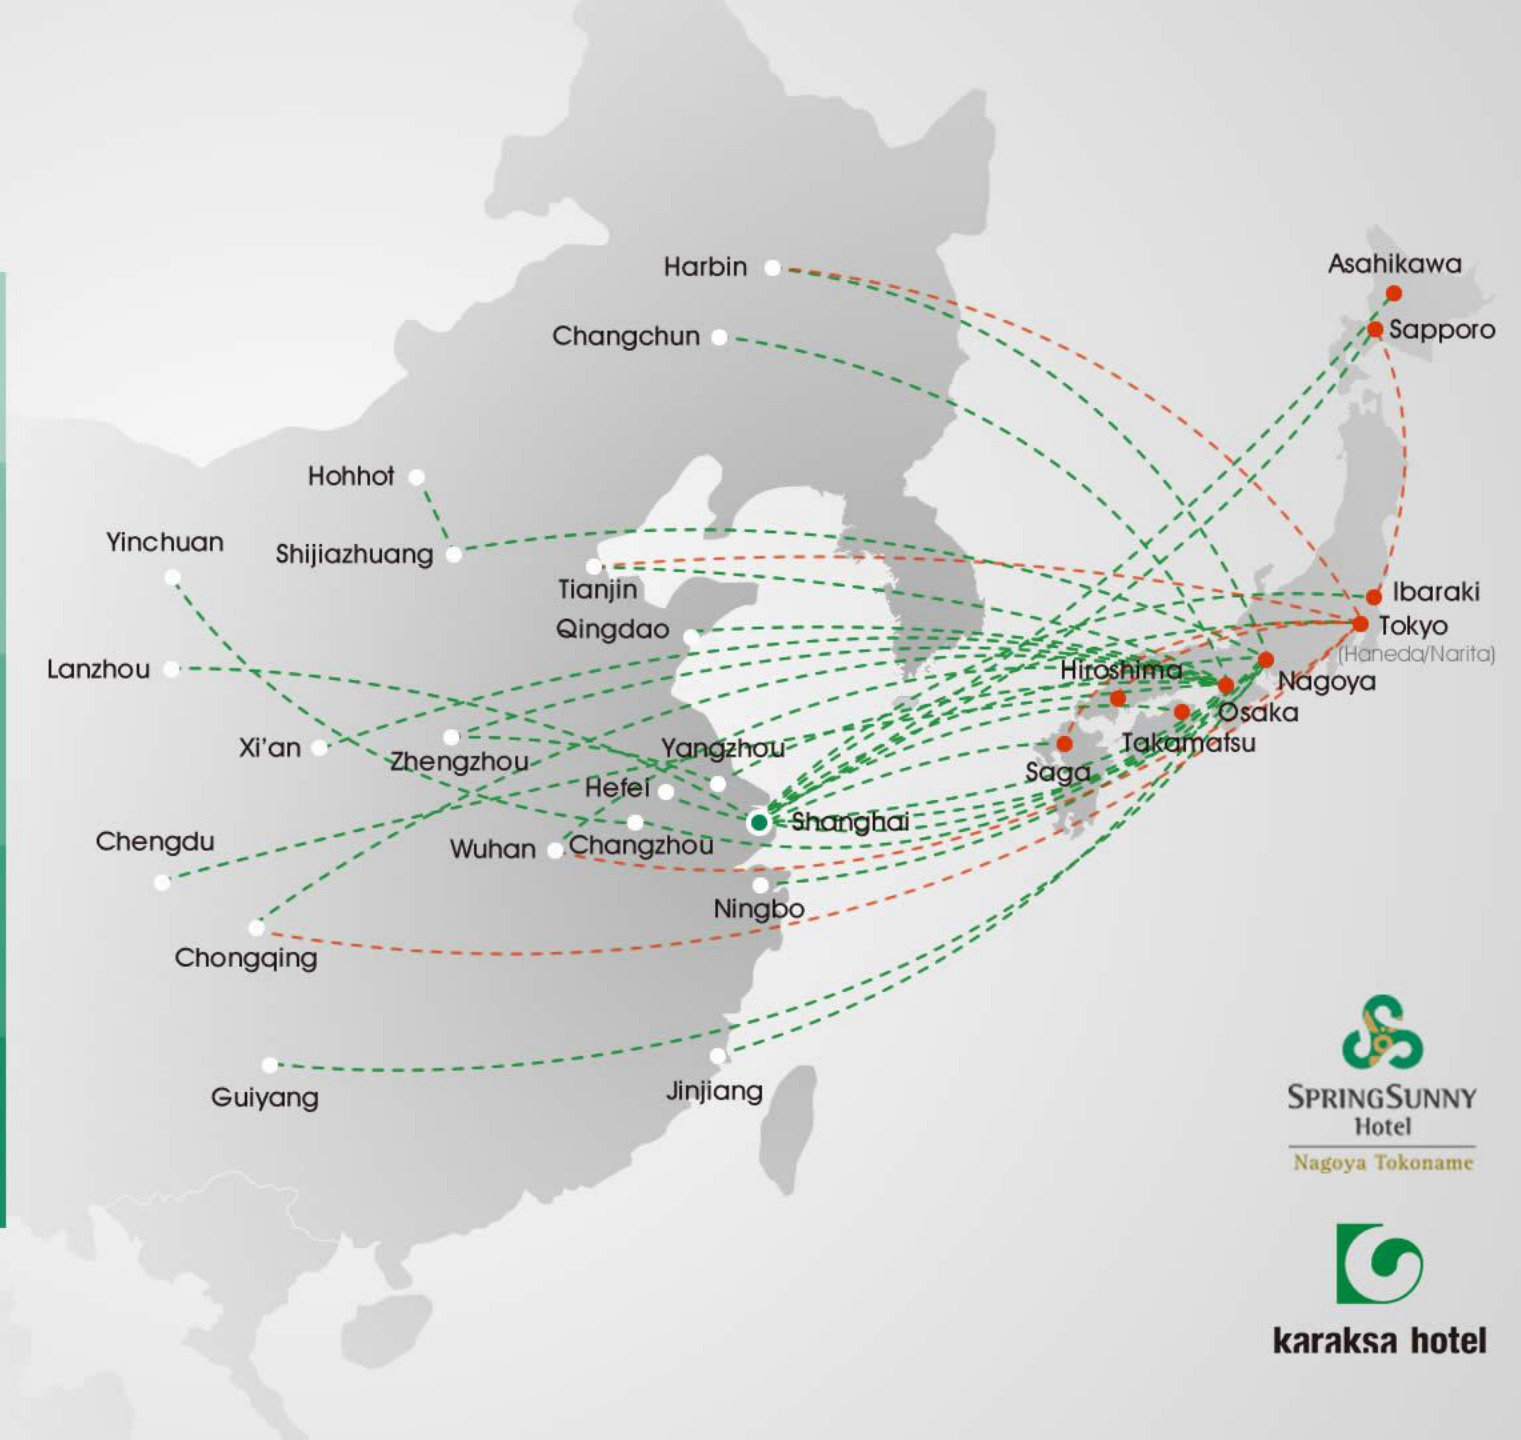 Harbin
Asahikawa
Sapporo
Changchun
Hohhot
Yinchuan
Shijiazhuang
Tianjin
Ibaraki
Qingdao
Tokyo
(Haneda/Narita)
Lanzhou
Hiroshima
Nagoya
Osaka
Xi'an
Zhengzhou
Yangzhou
Takamatsu
Saga
Hefei
Shanghai
Chengdu
Wuhan
Changzhou
Ningbo
Chongqing
Guiyang
Jinjiang
SPRINGSUNNY
Hotel
Nagoya Tokoname
karaksa hotel